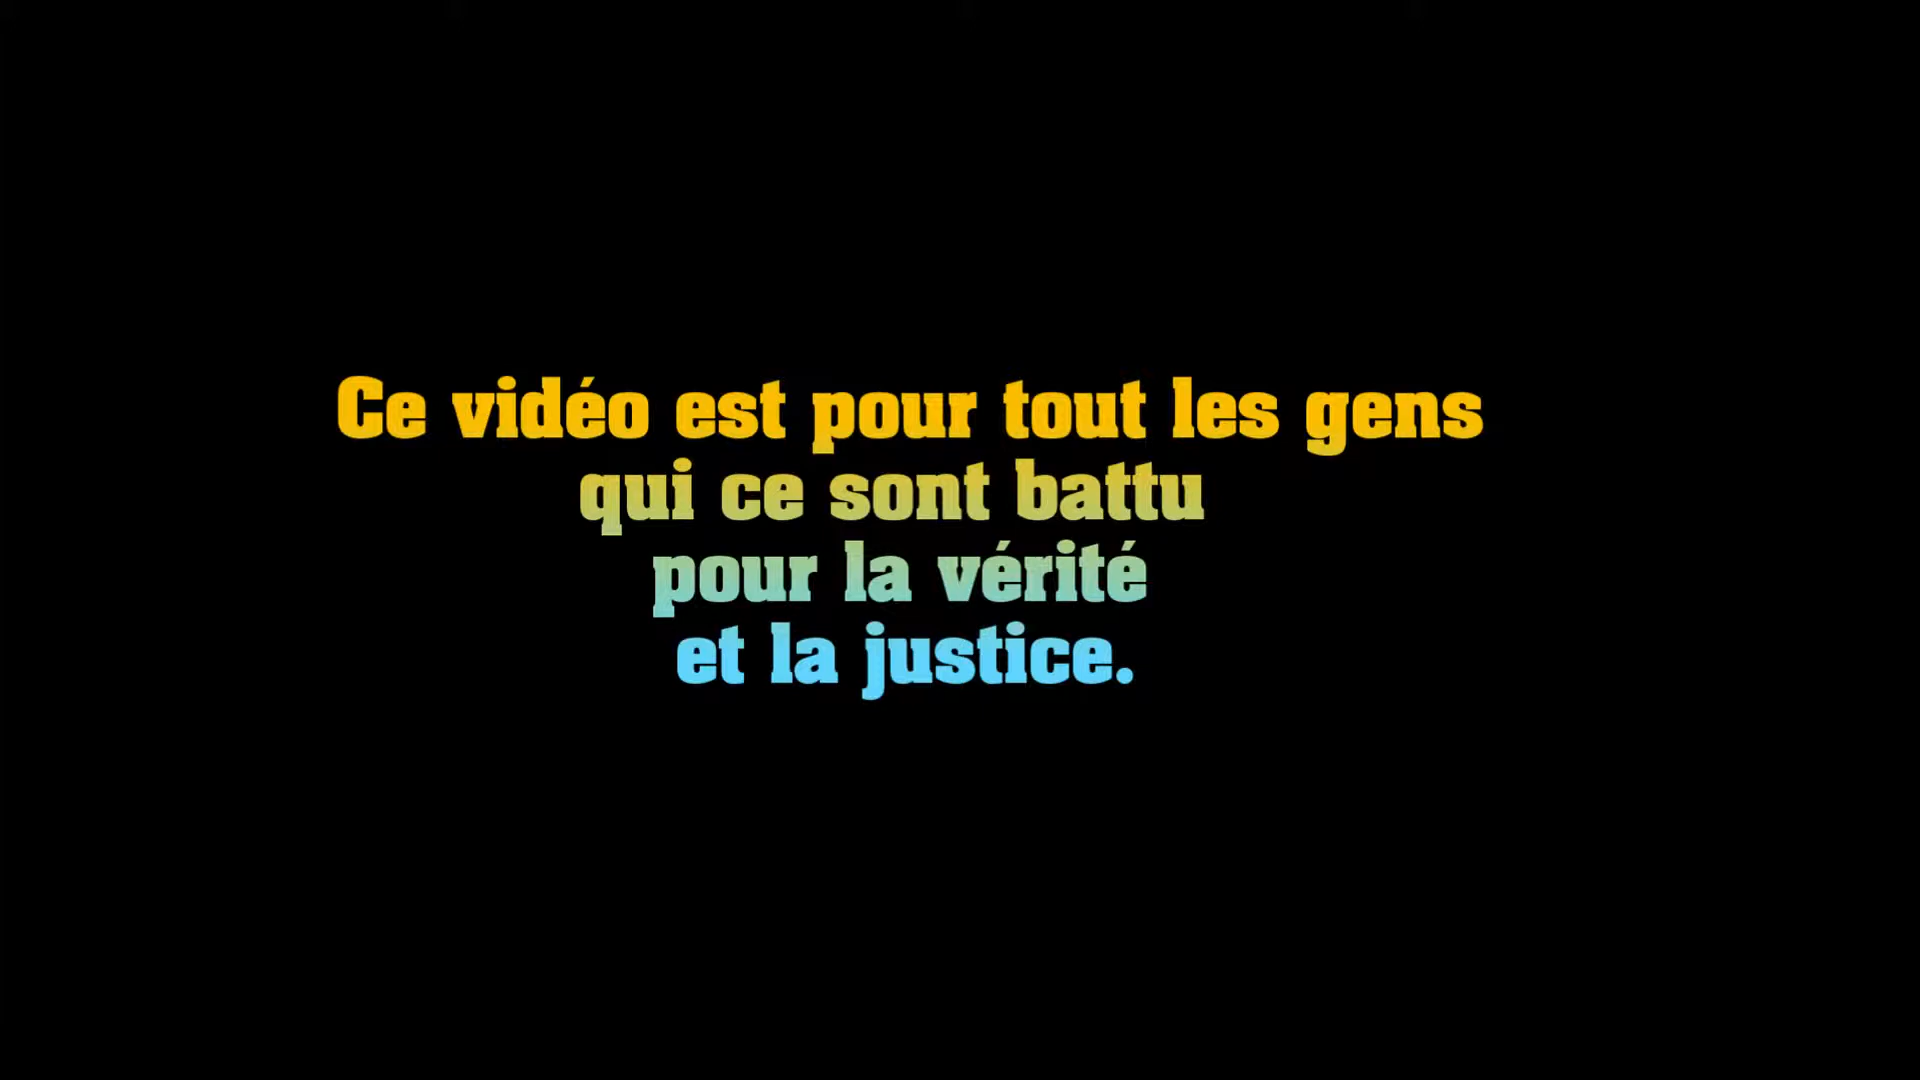 Ce vidéo est pour tout les gens
qui ce sont battu
pour la vérité
et la justice.